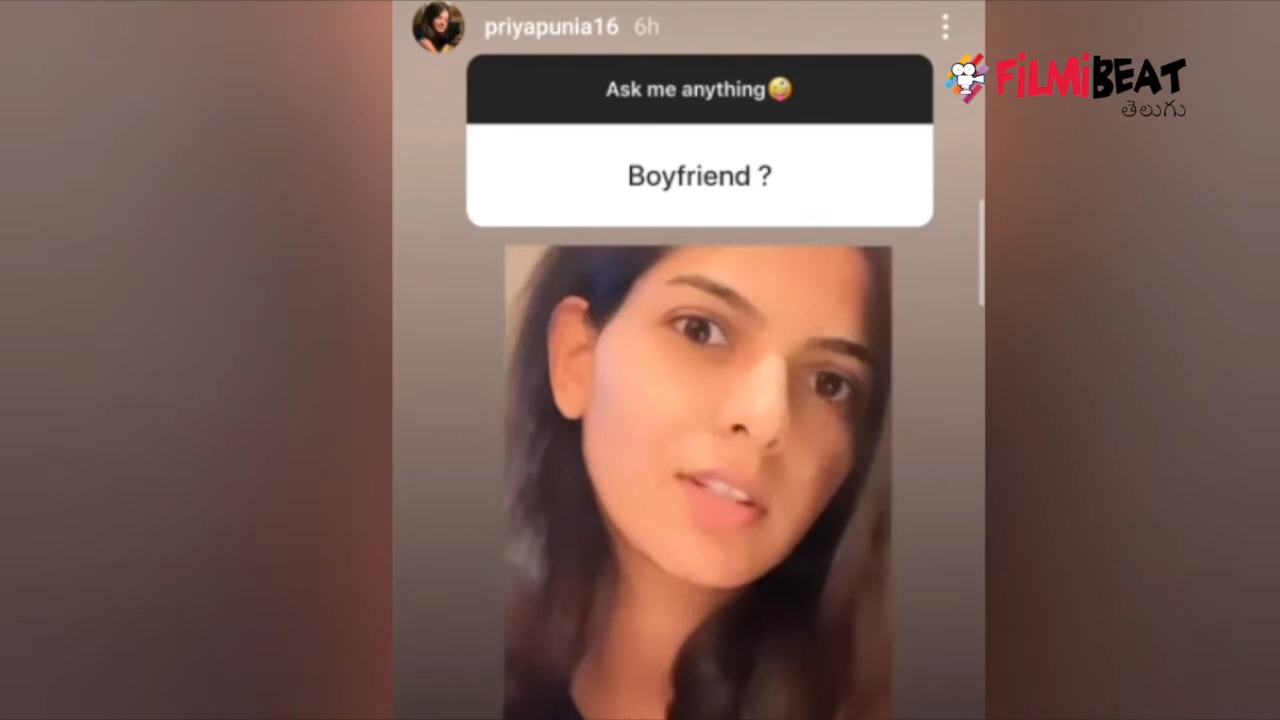 priyapunia16 6h
FiLMiBEAT
తెలుగు
Ask me anything🤪
Boyfriend ?